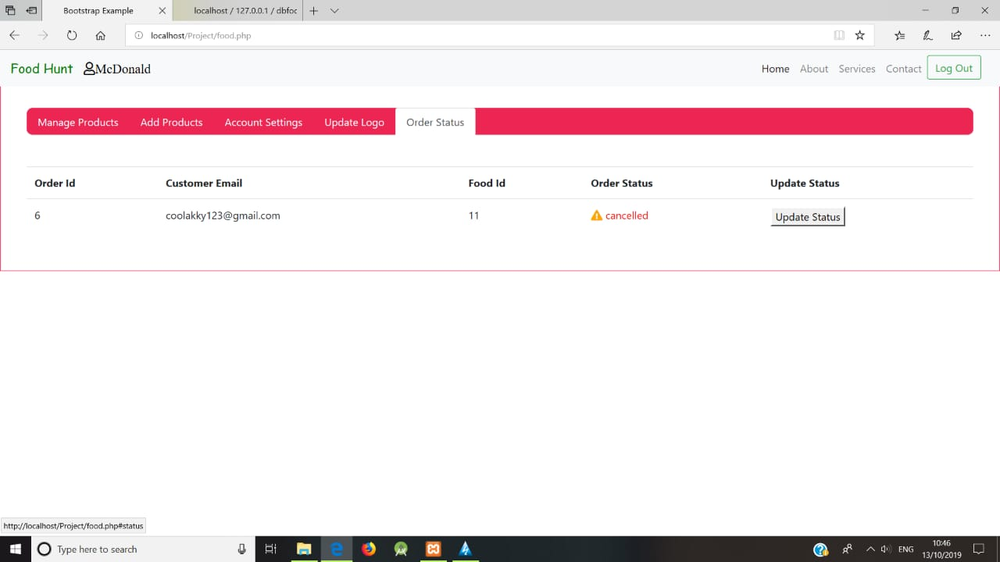 Bootstrap Example
localhost / 127.0.0.1 / dbfoc
localhost/Project/food.php
Food Hunt McDonald Home About Services Contact Log Out
Manage Products Add Products Account Settings Update Logo Order Status
Order Id Customer Email Food Id Order Status Update Status
6 coolakky123@gmail.com 11 cancelled Update Status
http://localhost/Project/food.php#status
Type here to search
ENG
10:46
13/10/2019